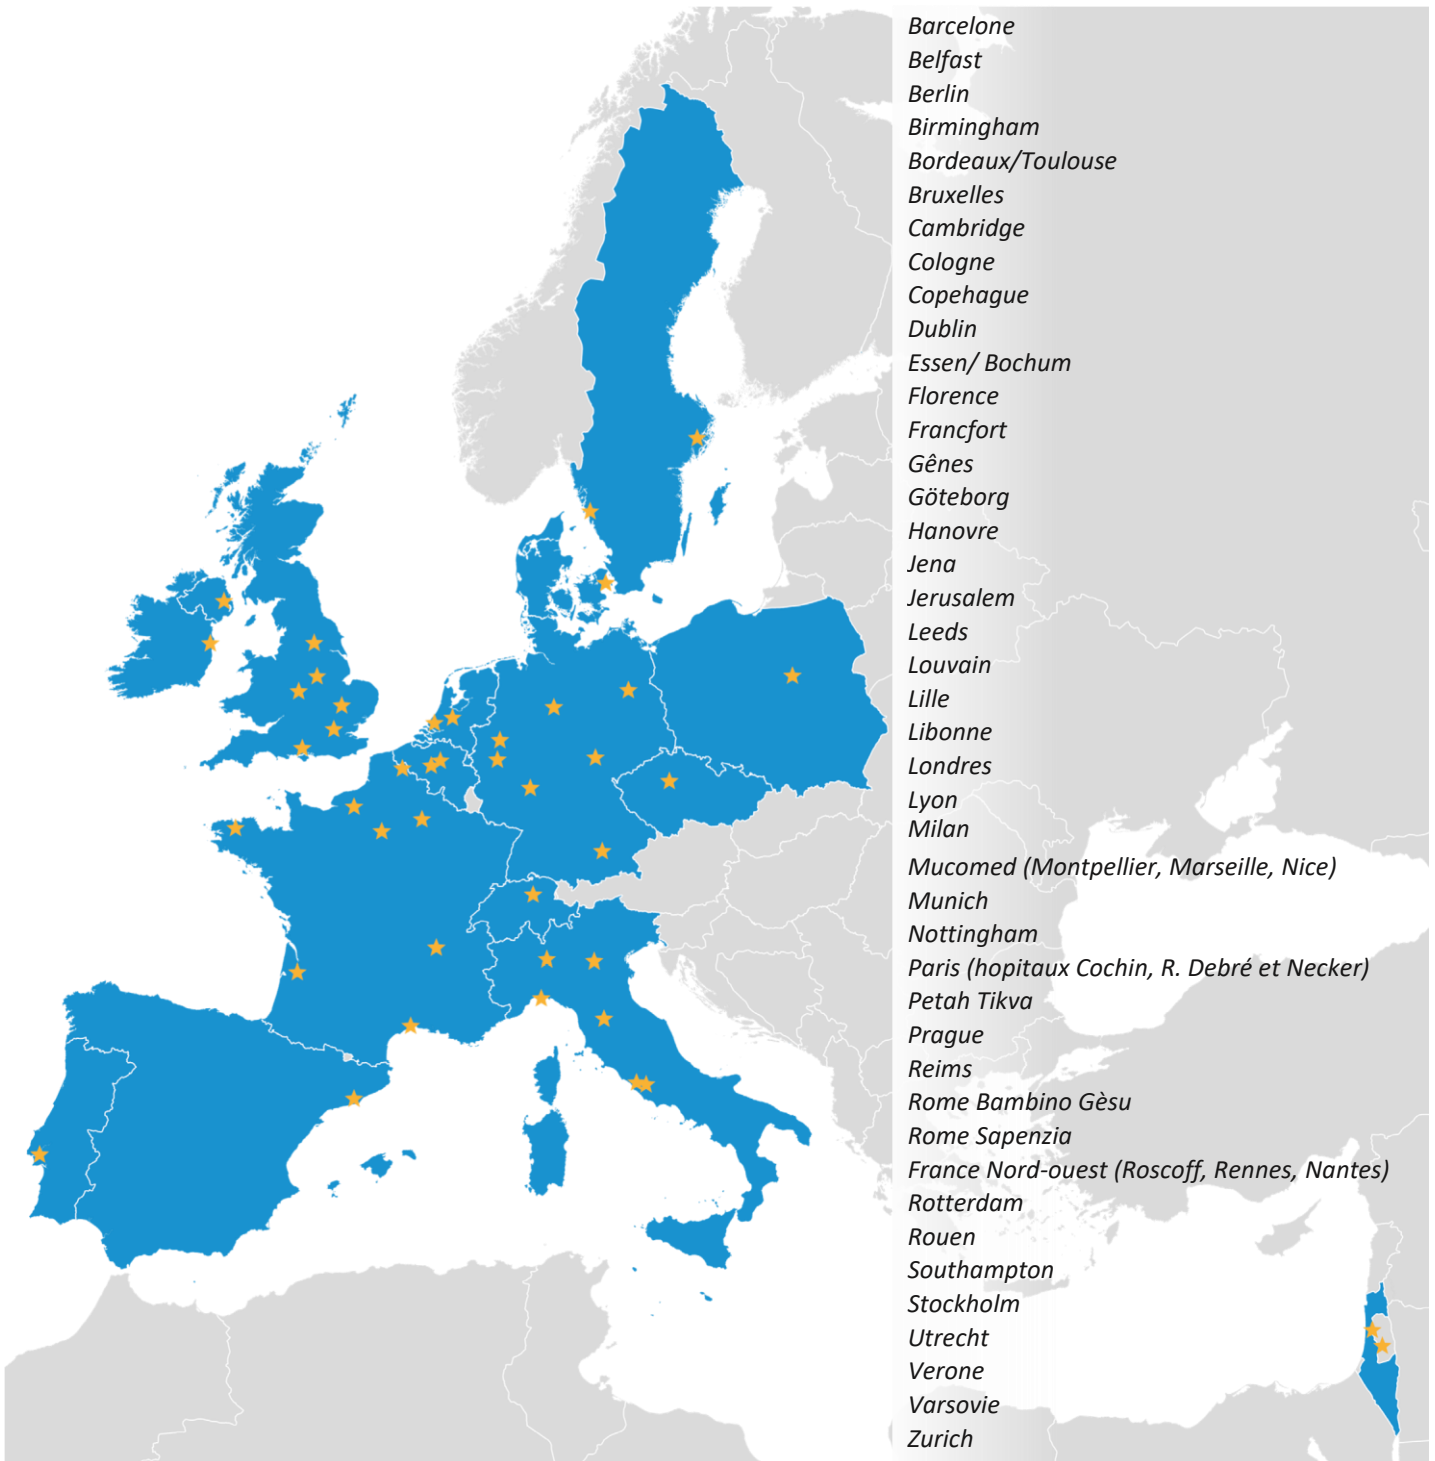 Barcelone
Belfast
Berlin
Birmingham
Bordeaux/Toulouse
Bruxelles
Cambridge
Cologne
Copehague
Dublin
Essen/ Bochum
Florence
Francfort
Gênes
Göteborg
Hanovre
Jena
Jerusalem
Leeds
Louvain
Lille
Libonne
Londres
Lyon
Milan
Mucomed (Montpellier, Marseille, Nice)
Munich
Nottingham
Paris (hopitaux Cochin, R. Debré et Necker)
Petah Tikva
Prague
Reims
Rome Bambino Gèsu
Rome Sapenzia
France Nord-ouest (Roscoff, Rennes, Nantes)
Rotterdam
Rouen
Southampton
Stockholm
Utrecht
Verone
Varsovie
Zurich